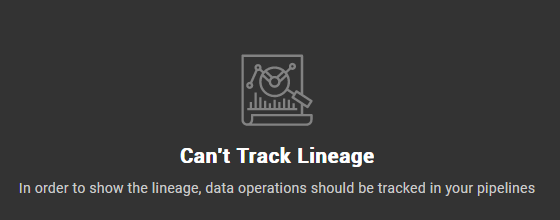 Can't Track Lineage
In order to show the lineage, data operations should be tracked in your pipelines